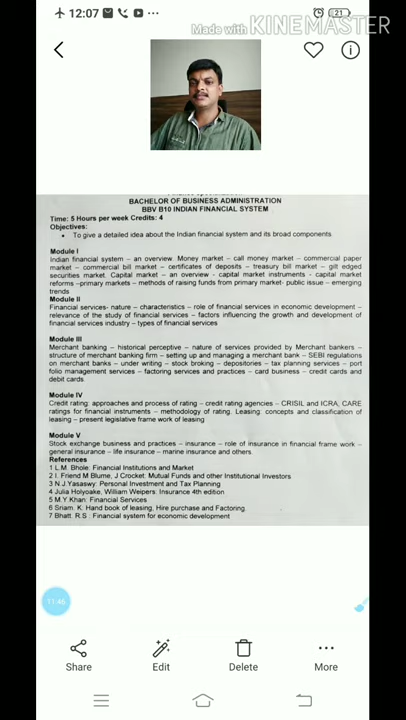 12:07
21
Made with KINEMASTER
BACHELOR OF BUSINESS ADMINISTRATION
BBV B10 INDIAN FINANCIAL SYSTEM
Time: 5 Hours per week Credits: 4
Objectives:
• To give a detailed idea about the Indian financial system and its broad components
Module I
Indian financial system – an overview. Money market – call money market – commercial paper
market – commercial bill market – certificates of deposits – treasury bill market – gilt edged
securities market. Capital market – an overview - capital market instruments - capital market
reforms –primary markets – methods of raising funds from primary market- public issue – emerging
trends
Module II
Financial services- nature – characteristics – role of financial services in economic development –
relevance of the study of financial services – factors influencing the growth and development of
financial services industry – types of financial services
Module III
Merchant banking – historical perceptive – nature of services provided by Merchant bankers –
structure of merchant banking firm – setting up and managing a merchant bank – SEBI regulations
on merchant banks – under writing – stock broking – depositories – tax planning services – port
folio management services – factoring services and practices – card business – credit cards and
debit cards.
Module IV
Credit rating: approaches and process of rating – credit rating agencies – CRISIL and ICRA, CARE
ratings for financial instruments – methodology of rating. Leasing: concepts and classification of
leasing – present legislative frame work of leasing
Module V
Stock exchange business and practices – insurance – role of insurance in financial frame work –
general insurance – life insurance – marine insurance and others.
References
1 L.M. Bhole: Financial Institutions and Market
2 I. Friend M Blume, J Crocket: Mutual Funds and other Institutional Investors
3 N.J.Yasaswy: Personal Investment and Tax Planning
4 Julia Holyoake, William Weipers: Insurance 4th edition
5 M.Y.Khan: Financial Services
6 Sriam. K. Hand book of leasing, Hire purchase and Factoring.
7 Bhatt. R.S : Financial system for economic development
11:46
Share Edit Delete More